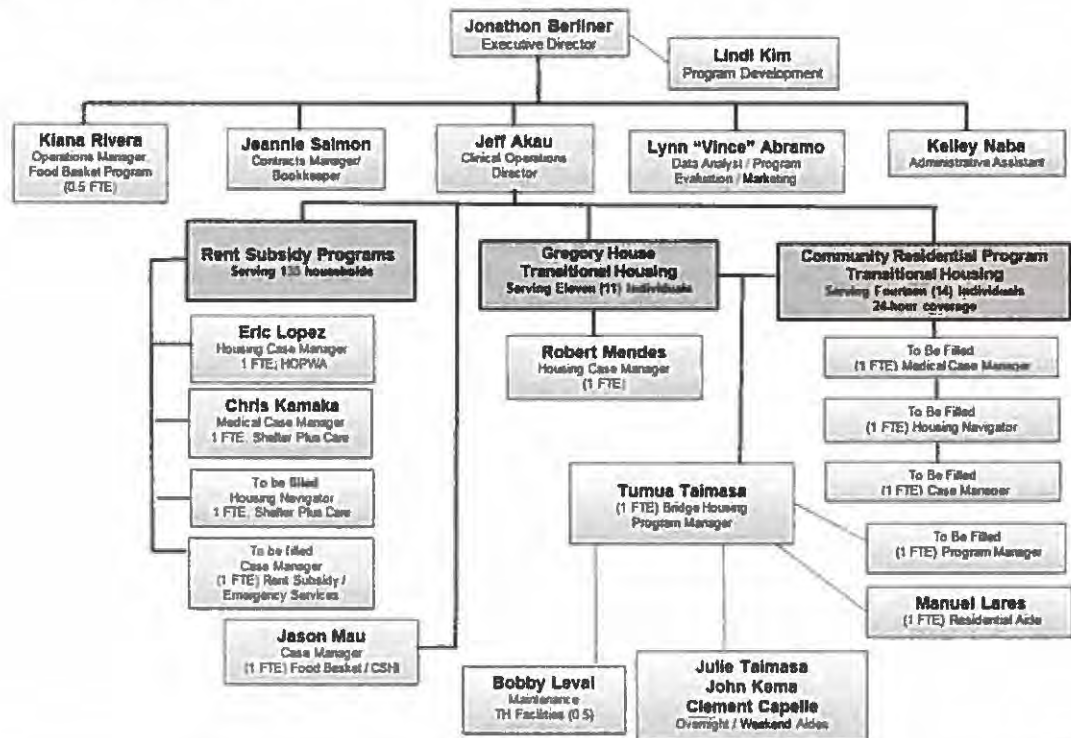 Jonathon Berliner
Executive Director
Lindi Kim
Program Development
Kiana Rivera
Operations Manager
Food Basket Program
(0.5 FTE)
Jeannie Salmon
Contracts Manager/
Bookkeeper
Jeff Akau
Clinical Operations
Director
Lynn "Vince" Abramo
Data Analyst / Program
Evaluation / Marketing
Kelley Naba
Administrative Assistant
Rent Subsidy Programs
Serving households
Gregory House
Transitional Housing
Serving Eleven (11) Individuals
Community Residential Program
Transitional Housing
Serving Fourteen (14) Individuals
24-hour coverage
Eric Lopez
Housing Case Manager
1 FTE; HOPWA
Chris Kamaka
Medical Case Manager
1 FTE, Shelter Plus Care
To be filled
Housing Navigator
1 FTE, Shelter Plus Care
To be filled
Case Manager
(1 FTE) Rent Subsidy /
Emergency Services
Jason Mau
Case Manager
(1 FTE) Food Basket / CSHI
Robert Mendes
Housing Case Manager
(1 FTE)
To Be Filled
(1 FTE) Medical Case Manager
To Be Filled
(1 FTE) Housing Navigator
To Be Filled
(1 FTE) Case Manager
Tumua Taimasa
(1 FTE) Bridge Housing
Program Manager
To Be Filled
(1 FTE) Program Manager
Manuel Lares
(1 FTE) Residential Aide
Bobby Leval
Maintenance
TH Facilities (0.5)
Julie Taimasa
John Kema
Clement Capelle
Overnight / Weekend Aides